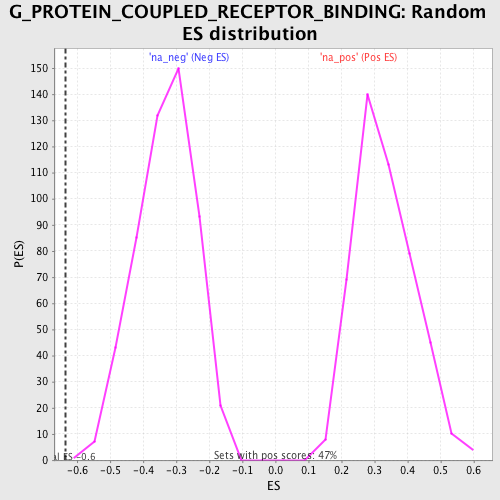 G_PROTEIN_COUPLED_RECEPTOR_BINDING: Random
ES distribution
'na_neg' (Neg ES)
'na_pos' (Pos ES)
150
140
130
120
110
100
90
80
70
60
50
40
30
20
10
0
P(ES)
ES −0.6
Sets with pos scores: 47%
−0.6 −0.5 −0.4 −0.3 −0.2 −0.1 0.0 0.1 0.2 0.3 0.4 0.5 0.6
ES